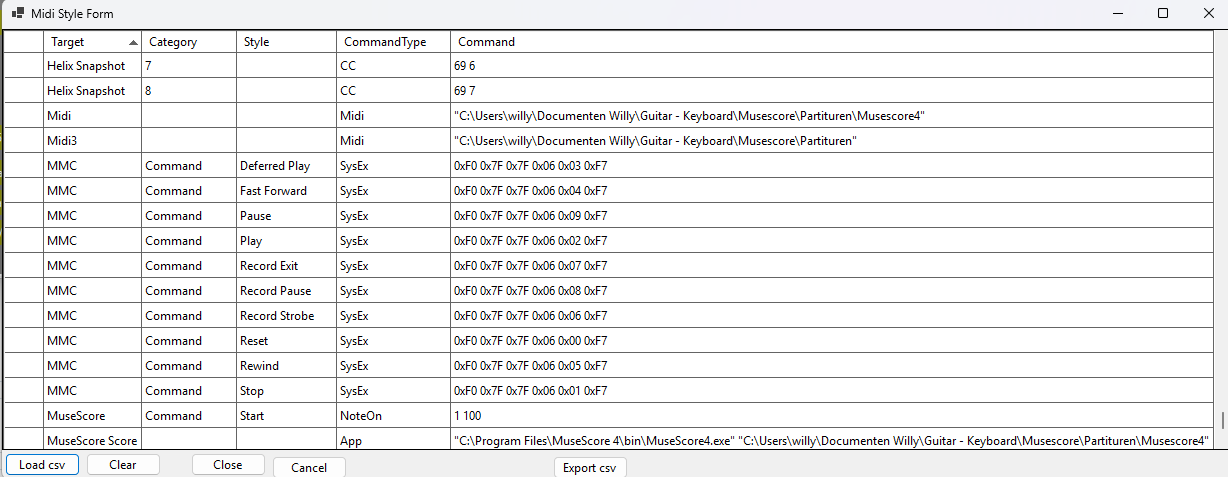 Midi Style Form
Target Category Style CommandType Command
Helix Snapshot 7 CC 69 6
Helix Snapshot 8 CC 69 7
Midi Midi "C:\Users\willy\Documenten Willy\Guitar - Keyboard\Musescore\Partituren\Musescore4"
Midi3 Midi "C:\Users\willy\Documenten Willy\Guitar - Keyboard\Musescore\Partituren"
MMC Command Deferred Play SysEx 0xF0 0x7F 0x7F 0x06 0x03 0xF7
MMC Command Fast Forward SysEx 0xF0 0x7F 0x7F 0x06 0x04 0xF7
MMC Command Pause SysEx 0xF0 0x7F 0x7F 0x06 0x09 0xF7
MMC Command Play SysEx 0xF0 0x7F 0x7F 0x06 0x02 0xF7
MMC Command Record Exit SysEx 0xF0 0x7F 0x7F 0x06 0x07 0xF7
MMC Command Record Pause SysEx 0xF0 0x7F 0x7F 0x06 0x08 0xF7
MMC Command Record Strobe SysEx 0xF0 0x7F 0x7F 0x06 0x06 0xF7
MMC Command Reset SysEx 0xF0 0x7F 0x7F 0x06 0x00 0xF7
MMC Command Rewind SysEx 0xF0 0x7F 0x7F 0x06 0x05 0xF7
MMC Command Stop SysEx 0xF0 0x7F 0x7F 0x06 0x01 0xF7
MuseScore Command Start NoteOn 1 100
MuseScore Score App "C:\Program Files\MuseScore 4\bin\MuseScore4.exe" "C:\Users\willy\Documenten Willy\Guitar - Keyboard\Musescore\Partituren\Musescore4"
Load csv Clear Close Cancel Export csv